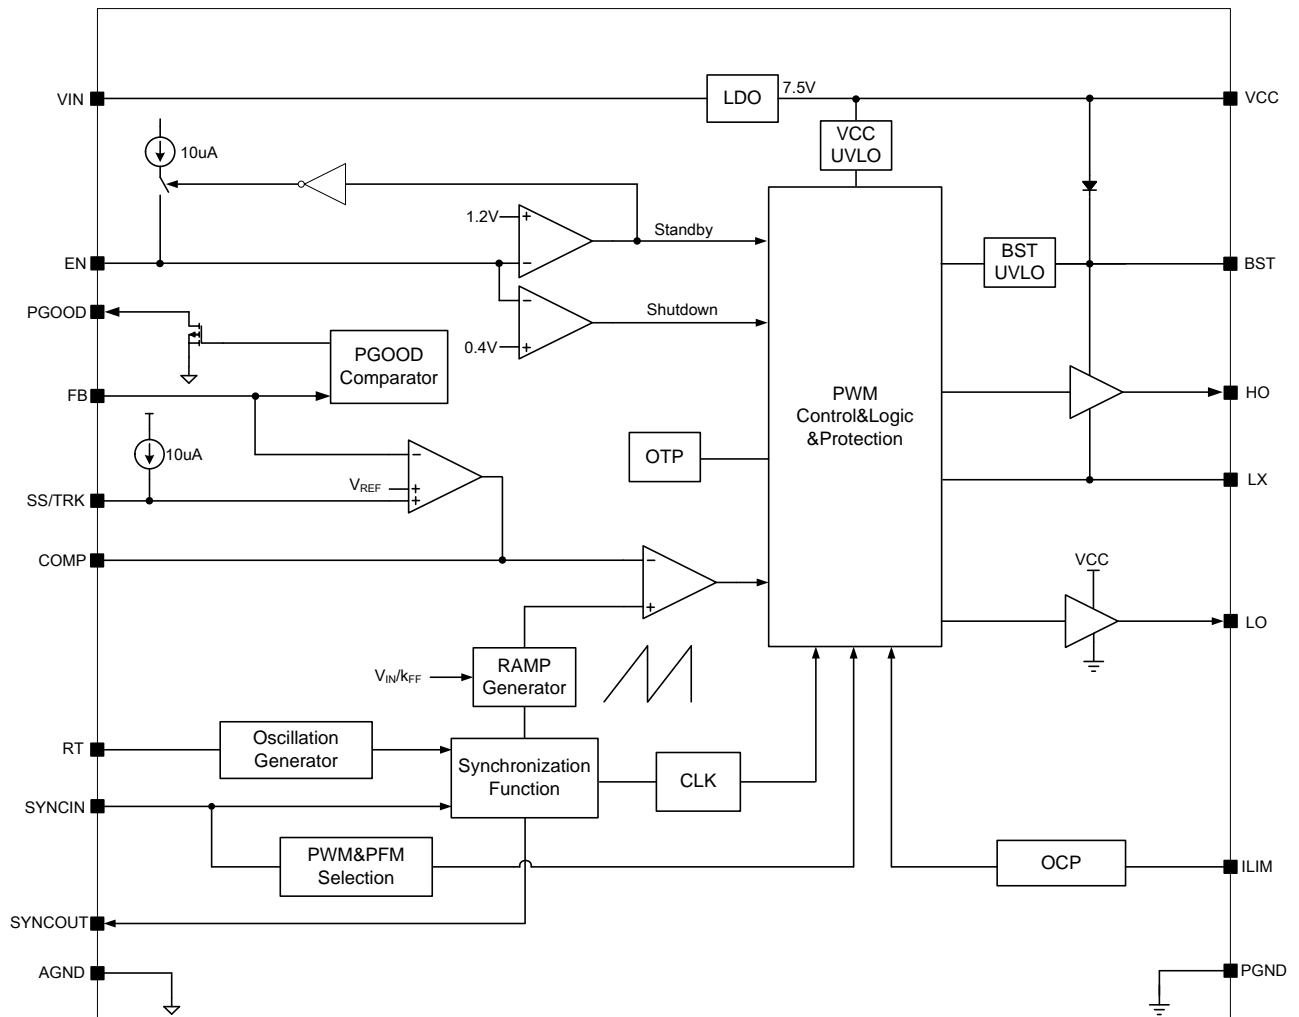 VIN
LDO
7.5V
VCC
VCC
UVLO
10uA
1.2V
+
Standby
−
EN
BST
UVLO
BST
−
Shutdown
0.4V
+
PGOOD
PGOOD
Comparator
FB
PWM
Control&Logic
&Protection
HO
10uA
−
VREF
+
+
SS/TRK
OTP
LX
COMP
−
+
VCC
LO
VIN/kFF
RAMP
Generator
RT
Oscillation
Generator
Synchronization
Function
CLK
SYNCIN
PWM&PFM
Selection
OCP
ILIM
SYNCOUT
AGND
PGND